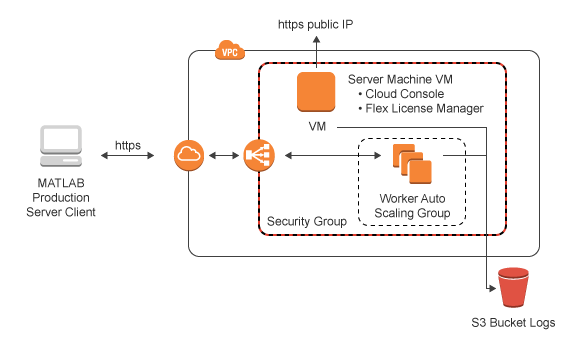 https public IP
VPC
Server Machine VM
• Cloud Console
• Flex License Manager
VM
https
MATLAB
Production
Server Client
Worker Auto
Scaling Group
Security Group
S3 Bucket Logs